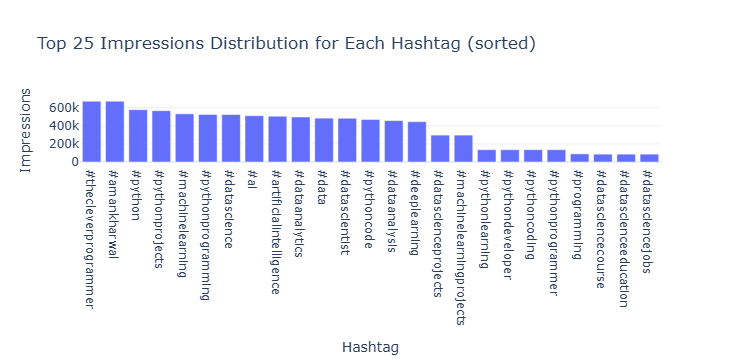 Top 25 Impressions Distribution for Each Hashtag (sorted)
Impressions
600k
400k
200k
0
#thecleverprogrammer
#amankharwal
#python
#pythonprojects
#machinelearning
#pythonprogramming
#datascience
#ai
#artificialintelligence
#dataanalytics
#data
#datascientist
#pythoncode
#dataanalysis
#deeplearning
#datascienceprojects
#machinelearningprojects
#pythonlearning
#pythondeveloper
#pythoncoding
#pythonprogrammer
#programming
#datasciencecourse
#datascienceeducation
#datasciencejobs
Hashtag